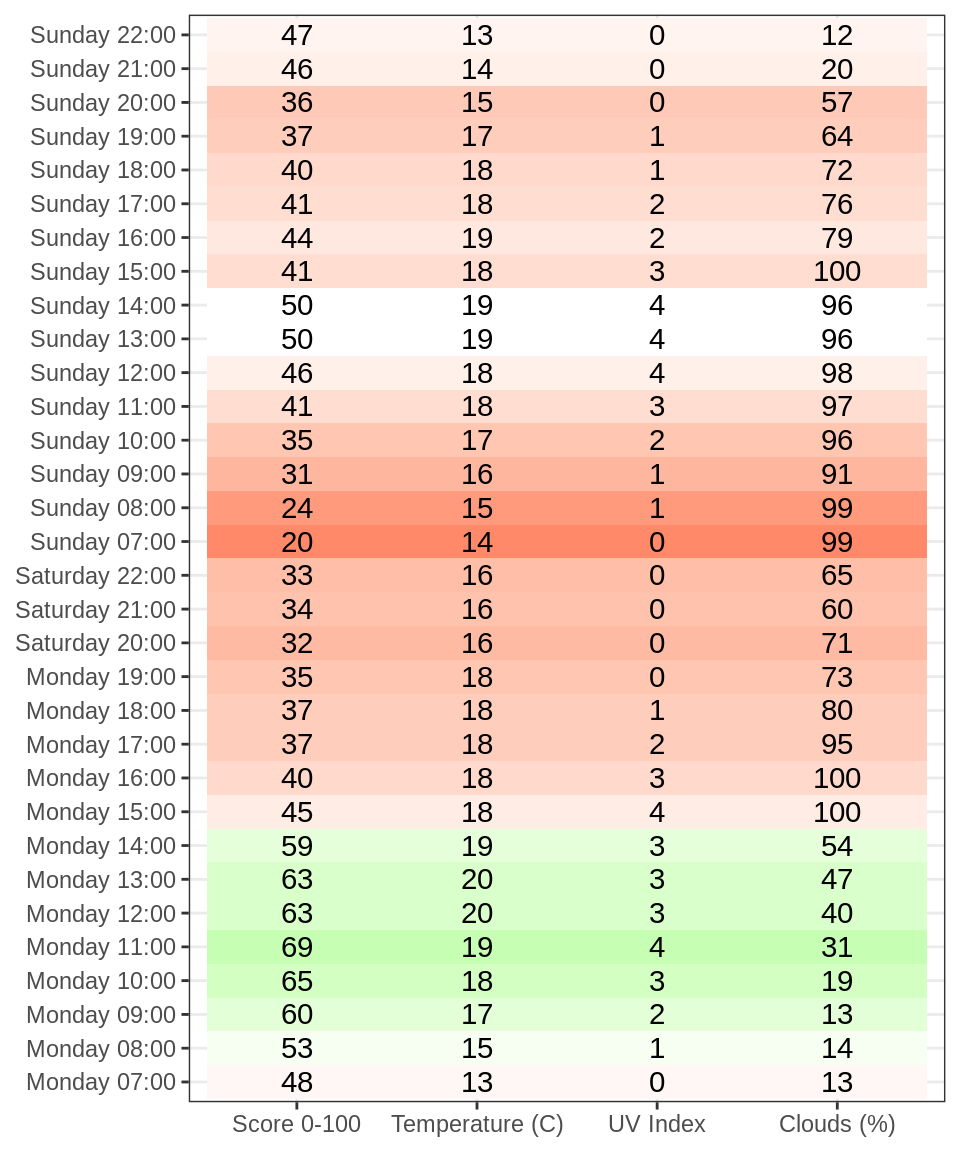 Sunday 22:00 47 13 0 12
Sunday 21:00 46 14 0 20
Sunday 20:00 36 15 0 57
Sunday 19:00 37 17 1 64
Sunday 18:00 40 18 1 72
Sunday 17:00 41 18 2 76
Sunday 16:00 44 19 2 79
Sunday 15:00 41 18 3 100
Sunday 14:00 50 19 4 96
Sunday 13:00 50 19 4 96
Sunday 12:00 46 18 4 98
Sunday 11:00 41 18 3 97
Sunday 10:00 35 17 2 96
Sunday 09:00 31 16 1 91
Sunday 08:00 24 15 1 99
Sunday 07:00 20 14 0 99
Saturday 22:00 33 16 0 65
Saturday 21:00 34 16 0 60
Saturday 20:00 32 16 0 71
Monday 19:00 35 18 0 73
Monday 18:00 37 18 1 80
Monday 17:00 37 18 2 95
Monday 16:00 40 18 3 100
Monday 15:00 45 18 4 100
Monday 14:00 59 19 3 54
Monday 13:00 63 20 3 47
Monday 12:00 63 20 3 40
Monday 11:00 69 19 4 31
Monday 10:00 65 18 3 19
Monday 09:00 60 17 2 13
Monday 08:00 53 15 1 14
Monday 07:00 48 13 0 13
Score 0-100 Temperature (C) UV Index Clouds (%)